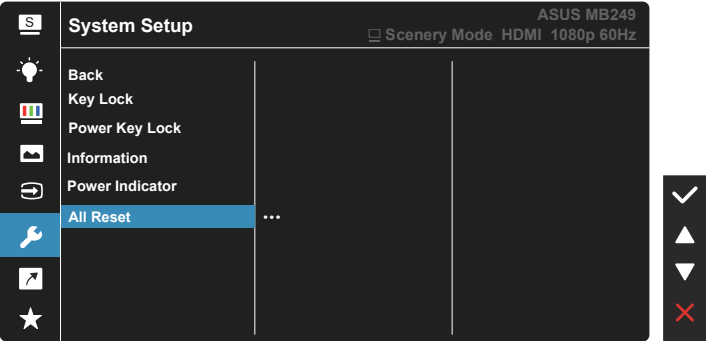 S
System Setup
ASUS MB249
Scenery Mode HDMI 1080p 60Hz
Back
Key Lock
Power Key Lock
Information
Power Indicator
All Reset
•••